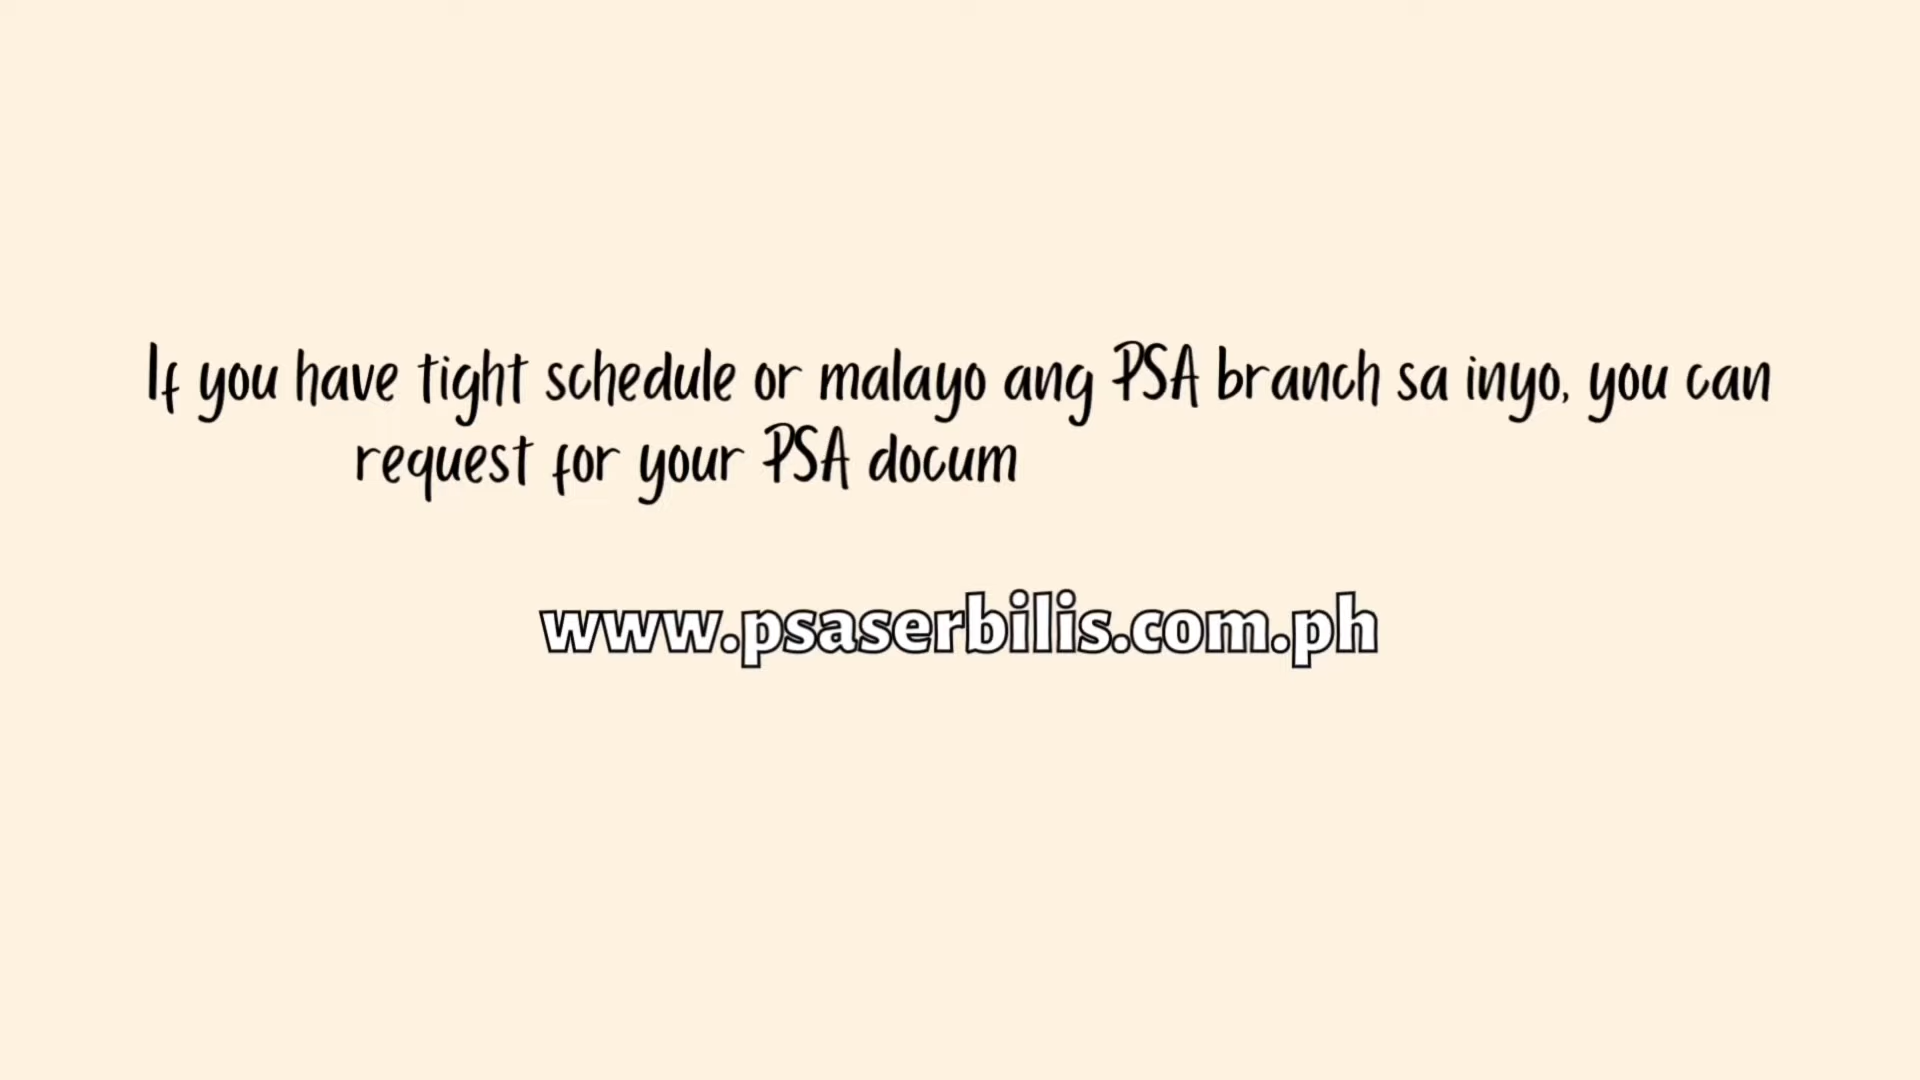 If you have tight schedule or malayo ang PSA branch sa inyo, you can
request for your PSA docum
www.psaserbilis.com.ph